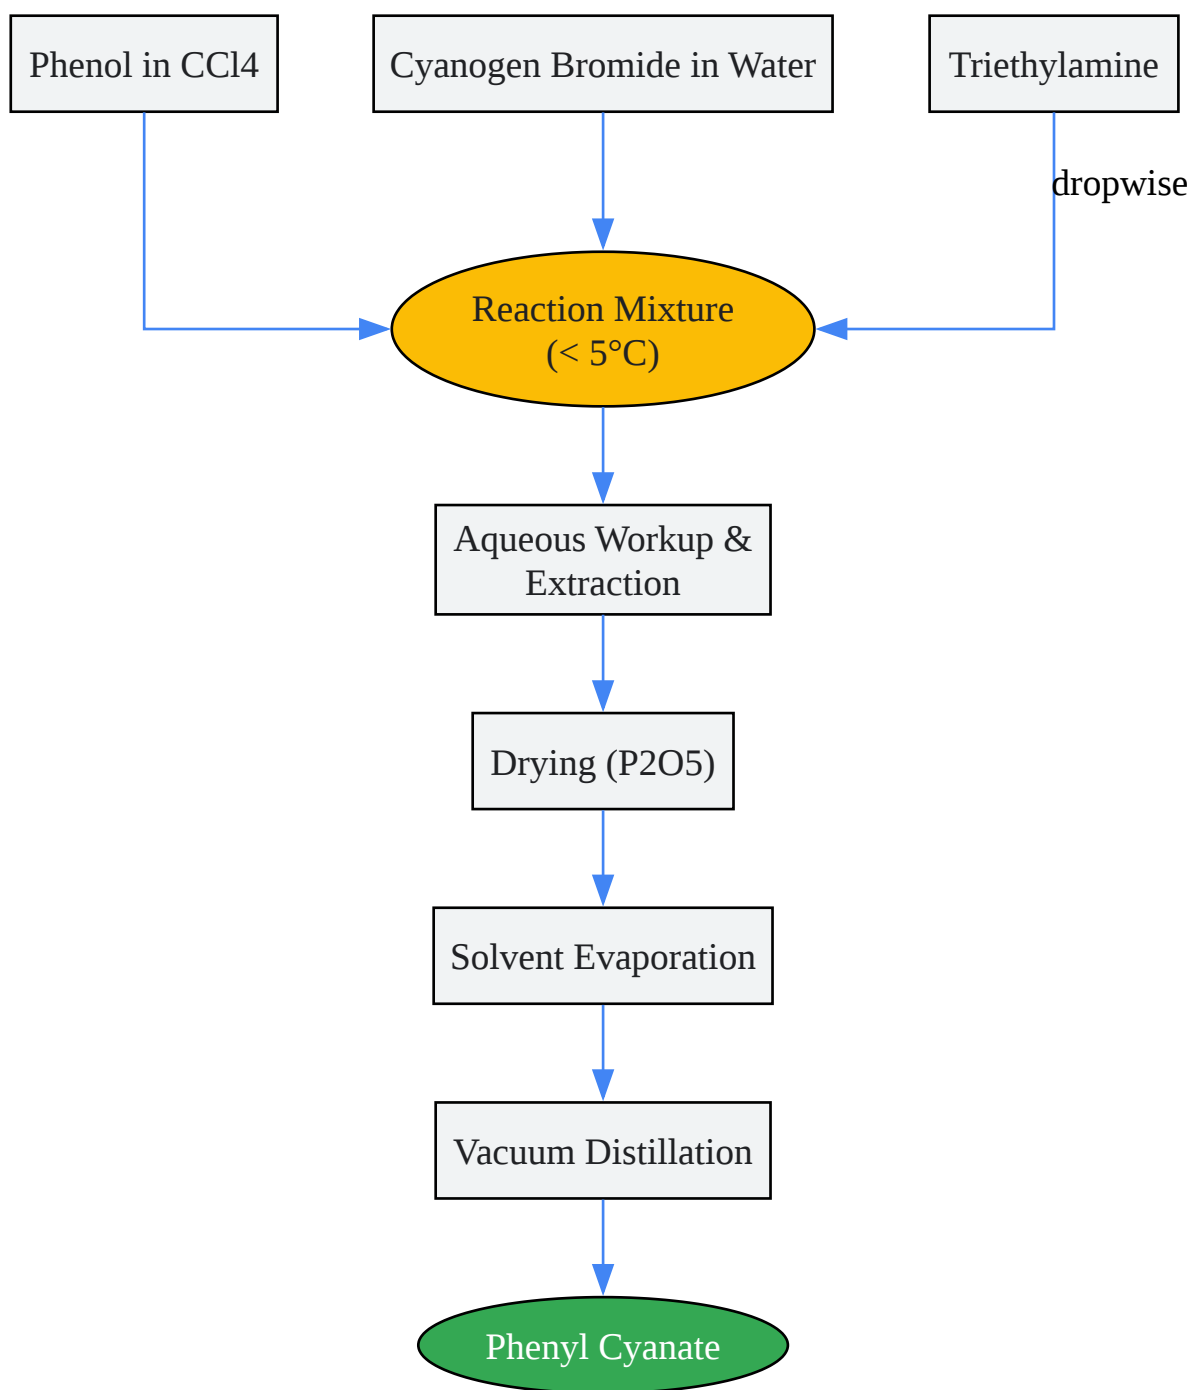 Phenol in CCl4
Cyanogen Bromide in Water
Triethylamine
dropwise
Reaction Mixture
(< 5°C)
Aqueous Workup &
Extraction
Drying (P2O5)
Solvent Evaporation
Vacuum Distillation
Phenyl Cyanate